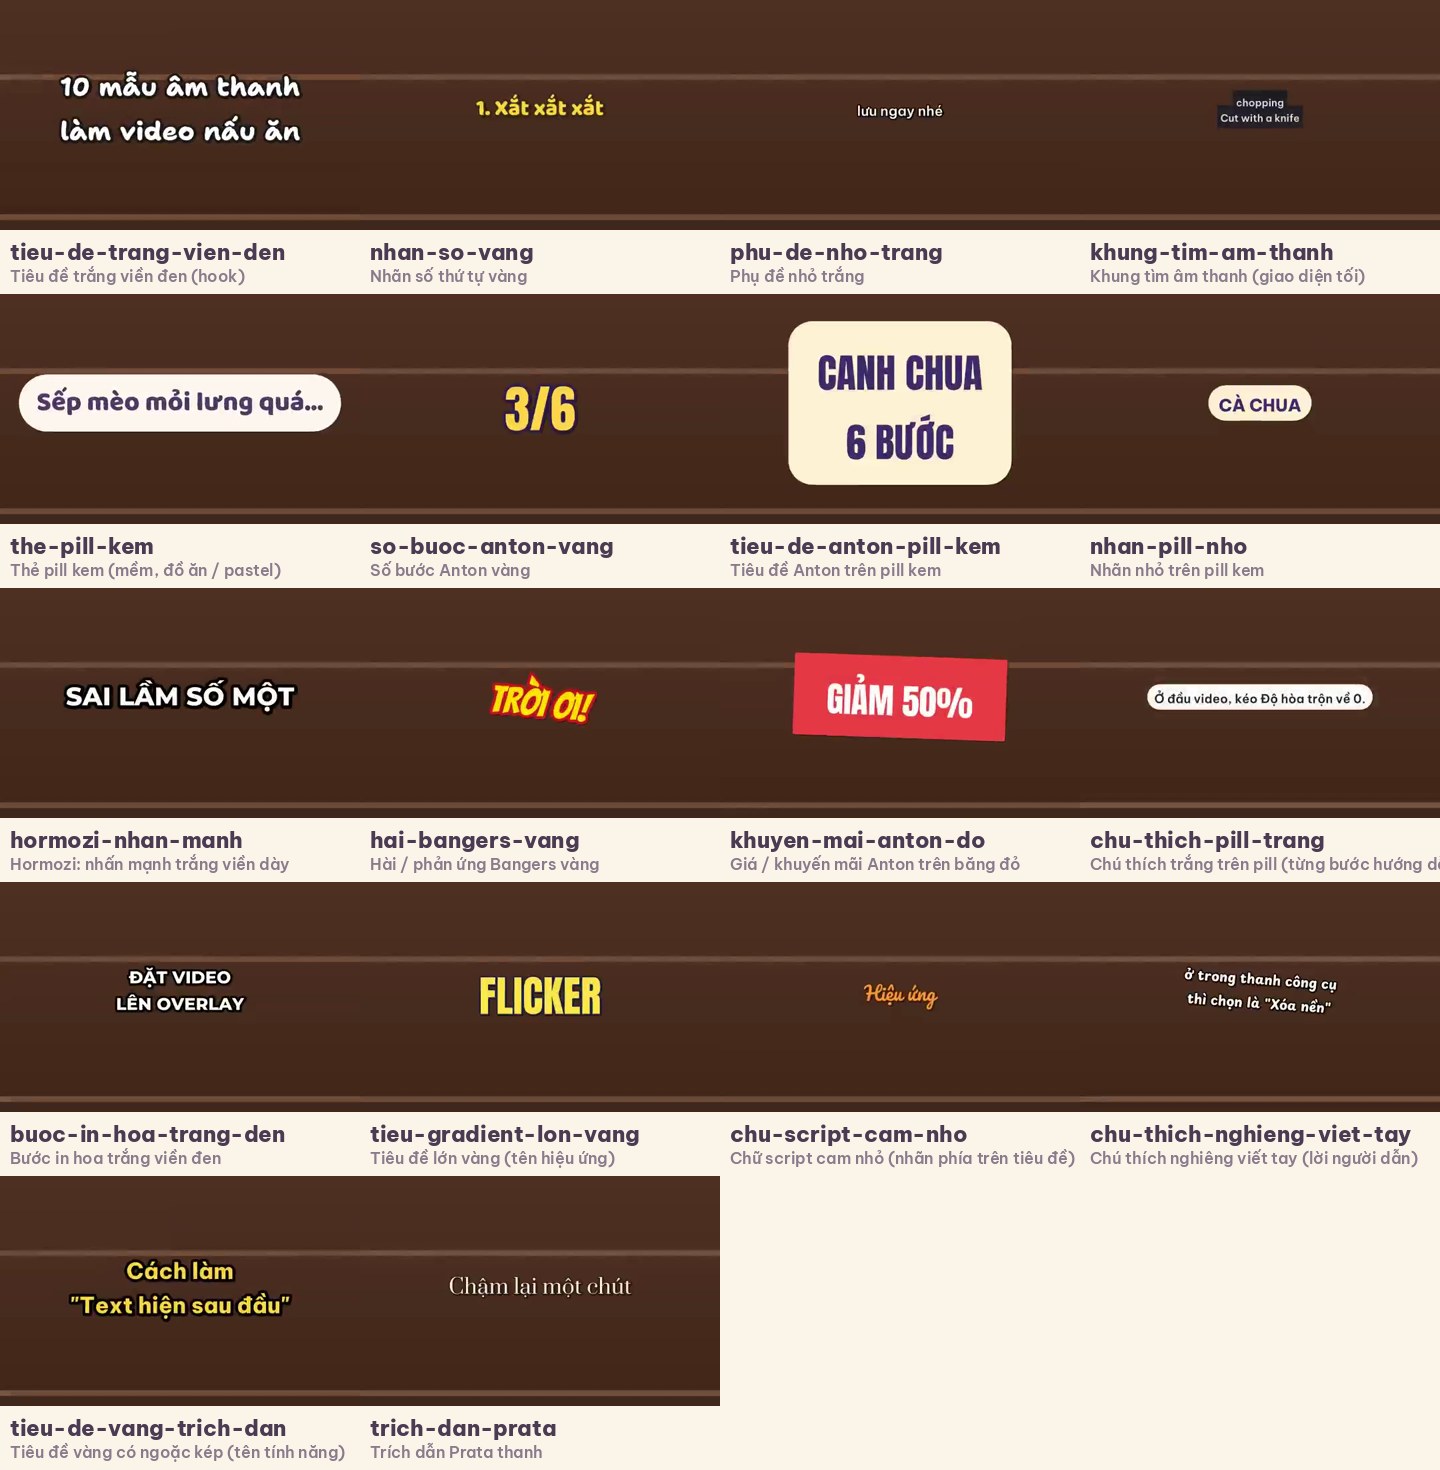 10 mẫu âm thanh
làm video nấu ăn
1. Xắt xắt xắt
lưu ngay nhé
chopping
Cut with a knife
tieu-de-trang-vien-den
Tiêu đề trắng viền đen (hook)
nhan-so-vang
Nhãn số thứ tự vàng
phu-de-nho-trang
Phụ đề nhỏ trắng
khung-tim-am-thanh
Khung tìm âm thanh (giao diện tối)
Sếp mèo mỏi lưng quá...
3/6
CANH CHUA
6 BƯỚC
CÀ CHUA
the-pill-kem
Thẻ pill kem (mềm, đồ ăn / pastel)
so-buoc-anton-vang
Số bước Anton vàng
tieu-de-anton-pill-kem
Tiêu đề Anton trên pill kem
nhan-pill-nho
Nhãn nhỏ trên pill kem
SAI LẦM SỐ MỘT
TRỜI ƠI!
GIẢM 50%
Ở đầu video, kéo Độ hòa trộn về 0.
hormozi-nhan-manh
Hormozi: nhấn mạnh trắng viền dày
hai-bangers-vang
Hài / phản ứng Bangers vàng
khuyen-mai-anton-do
Giá / khuyến mãi Anton trên băng đỏ
chu-thich-pill-trang
Chú thích trắng trên pill (từng bước hướng
ĐẶT VIDEO
LÊN OVERLAY
FLICKER
Hiệu ứng
ở trong thanh công cụ
thì chọn là "Xóa nền"
buoc-in-hoa-trang-den
Bước in hoa trắng viền đen
tieu-gradient-lon-vang
Tiêu đề lớn vàng (tên hiệu ứng)
chu-script-cam-nho
Chữ script cam nhỏ (nhãn phía trên tiêu đề)
chu-thich-nghieng-viet-tay
Chú thích nghiêng viết tay (lời người dẫn)
Cách làm
"Text hiện sau đầu"
Chậm lại một chút
tieu-de-vang-trich-dan
Tiêu đề vàng có ngoặc kép (tên tính năng)
trich-dan-prata
Trích dẫn Prata thanh